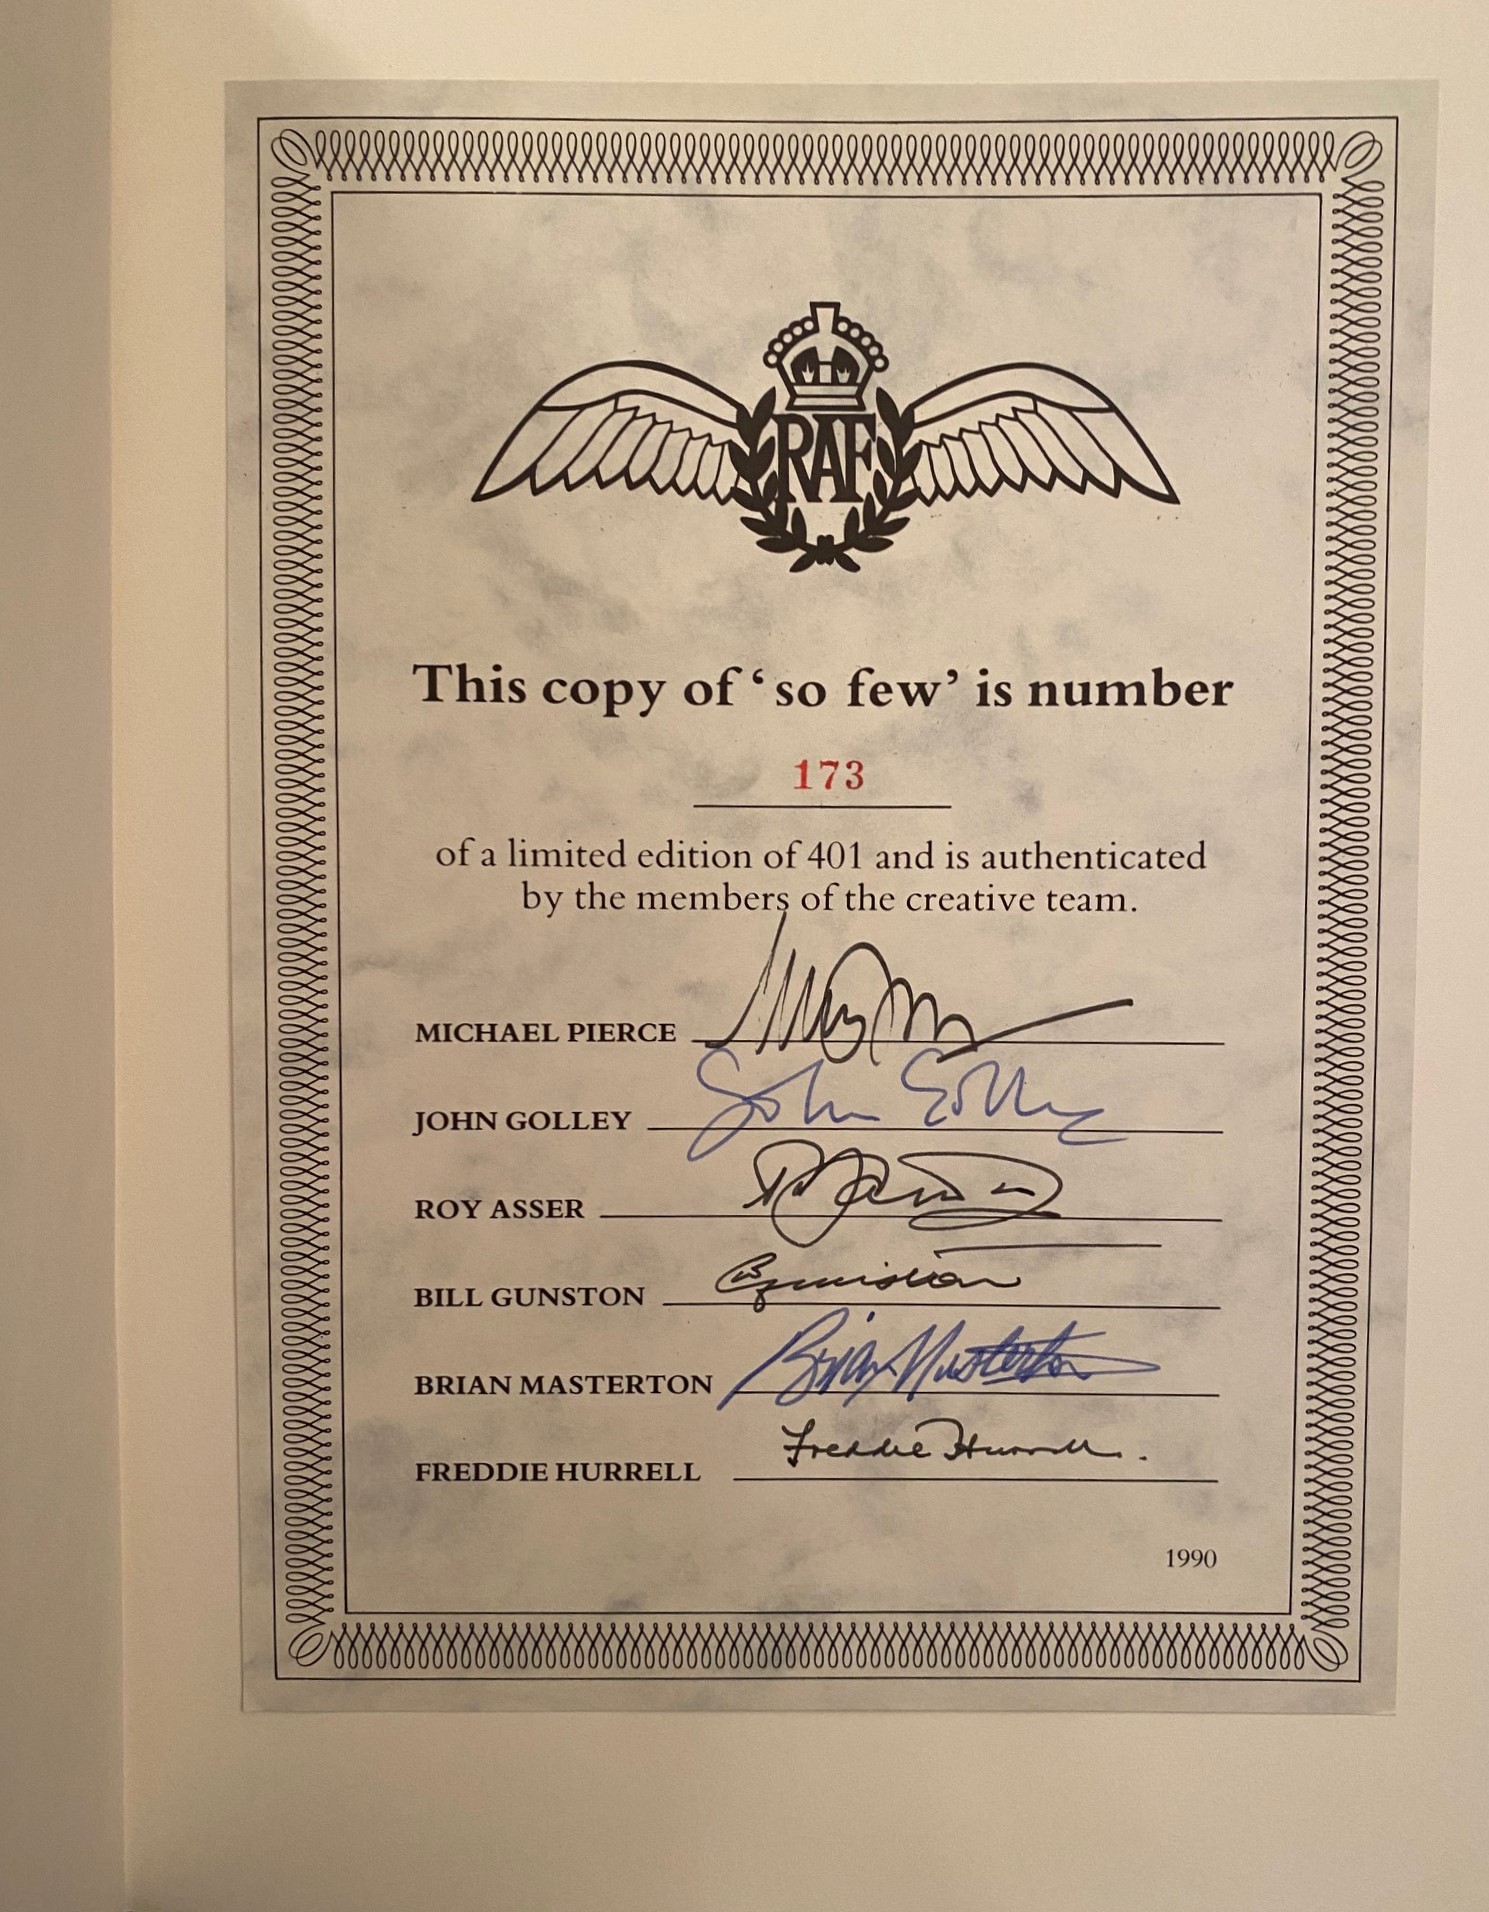 RAF
This copy of ‘so few’ is number
173
of a limited edition of 401 and is authenticated
by the members of the creative team.
MICHAEL PIERCE
JOHN GOLLEY John Golley
ROY ASSER
BILL GUNSTON
BRIAN MASTERTON Brian Masterton
FREDDIE HURRELL Freddie Hurrell.
1990